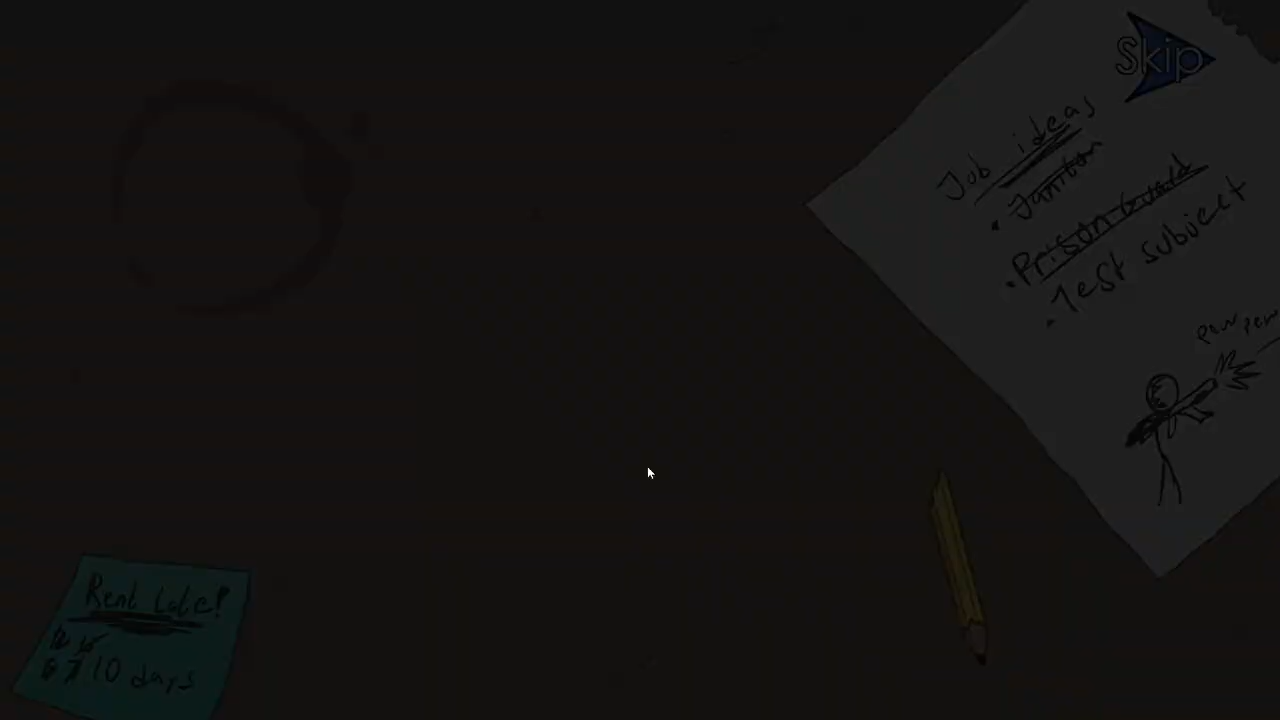 Skip
Job ideas
• Janitor
• Prison Guard
• Test subject
pew pew
Rent Late!
10 days